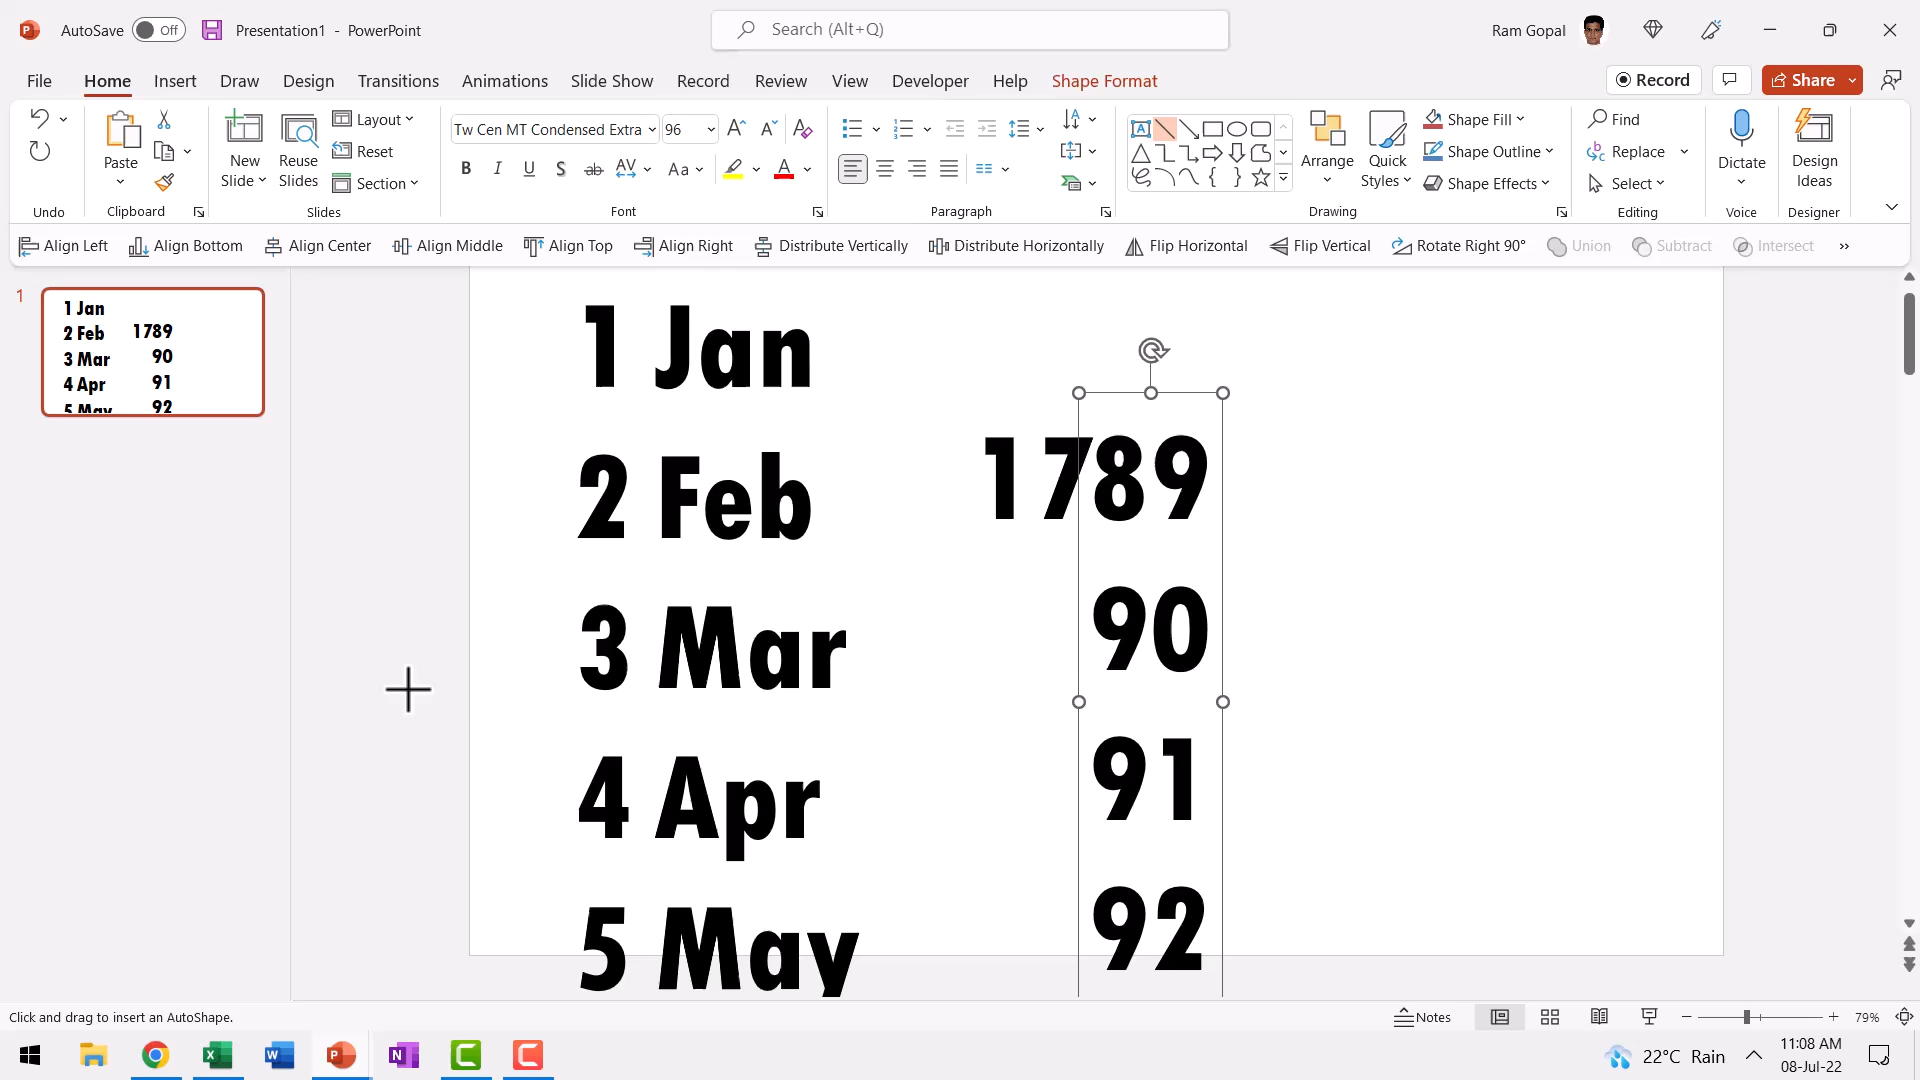 AutoSave Off Presentation1 - PowerPoint Search (Alt+Q) Ram Gopal
File Home Insert Draw Design Transitions Animations Slide Show Record Review View Developer Help Shape Format Record Share
Paste
Clipboard
Undo
New Slide
Reuse Slides
Layout
Reset
Section
Slides
Tw Cen MT Condensed Extra 96
Font
Paragraph
Arrange
Quick Styles
Shape Fill
Shape Outline
Shape Effects
Drawing
Find
Replace
Select
Editing
Dictate
Voice
Design Ideas
Designer
Align Left Align Bottom Align Center Align Middle Align Top Align Right Distribute Vertically Distribute Horizontally Flip Horizontal Flip Vertical Rotate Right 90° Union Subtract Intersect
1
1 Jan
2 Feb 1789
3 Mar 90
4 Apr 91
5 May 92
1 Jan
2 Feb 1789
3 Mar 90
4 Apr 91
5 May 92
Click and drag to insert an AutoShape. Notes 79%
22°C Rain 11:08 AM
08-Jul-22